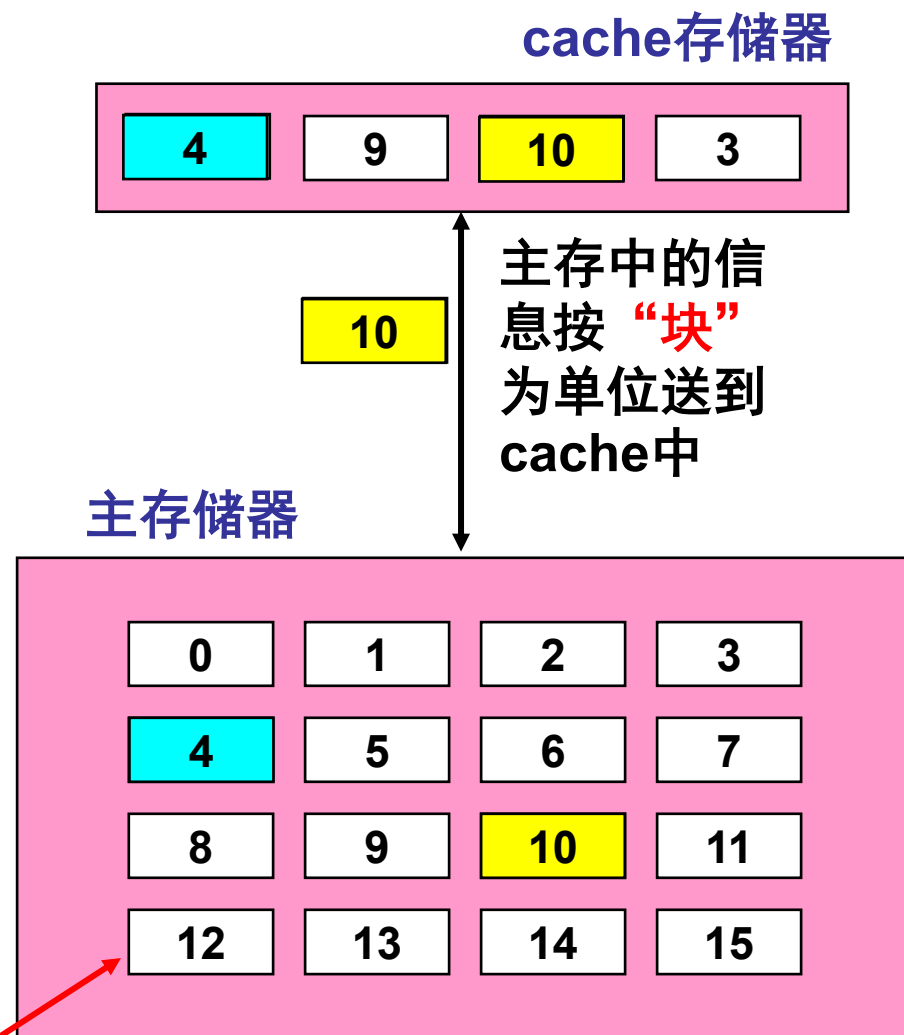 cache存储器
4 9 10 3
主存中的信
息按“块”
10
为单位送到
cache中
主存储器
0 1 2 3
4 5 6 7
8 9 10 11
12 13 14 15